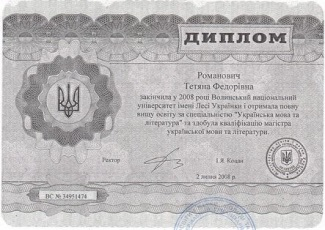 ДИПЛОМ
Романович
Тетяна Федорівна
закінчила у 2008 році Волинський національний
університет імені Лесі Українки і отримала повну
вищу освіту за спеціальністю "Українська мова та
література" та здобула кваліфікацію магістра
української мови та літератури.
Ректор
І.Я. Коцан
2 липня 2008 р.
ВС № 34951474